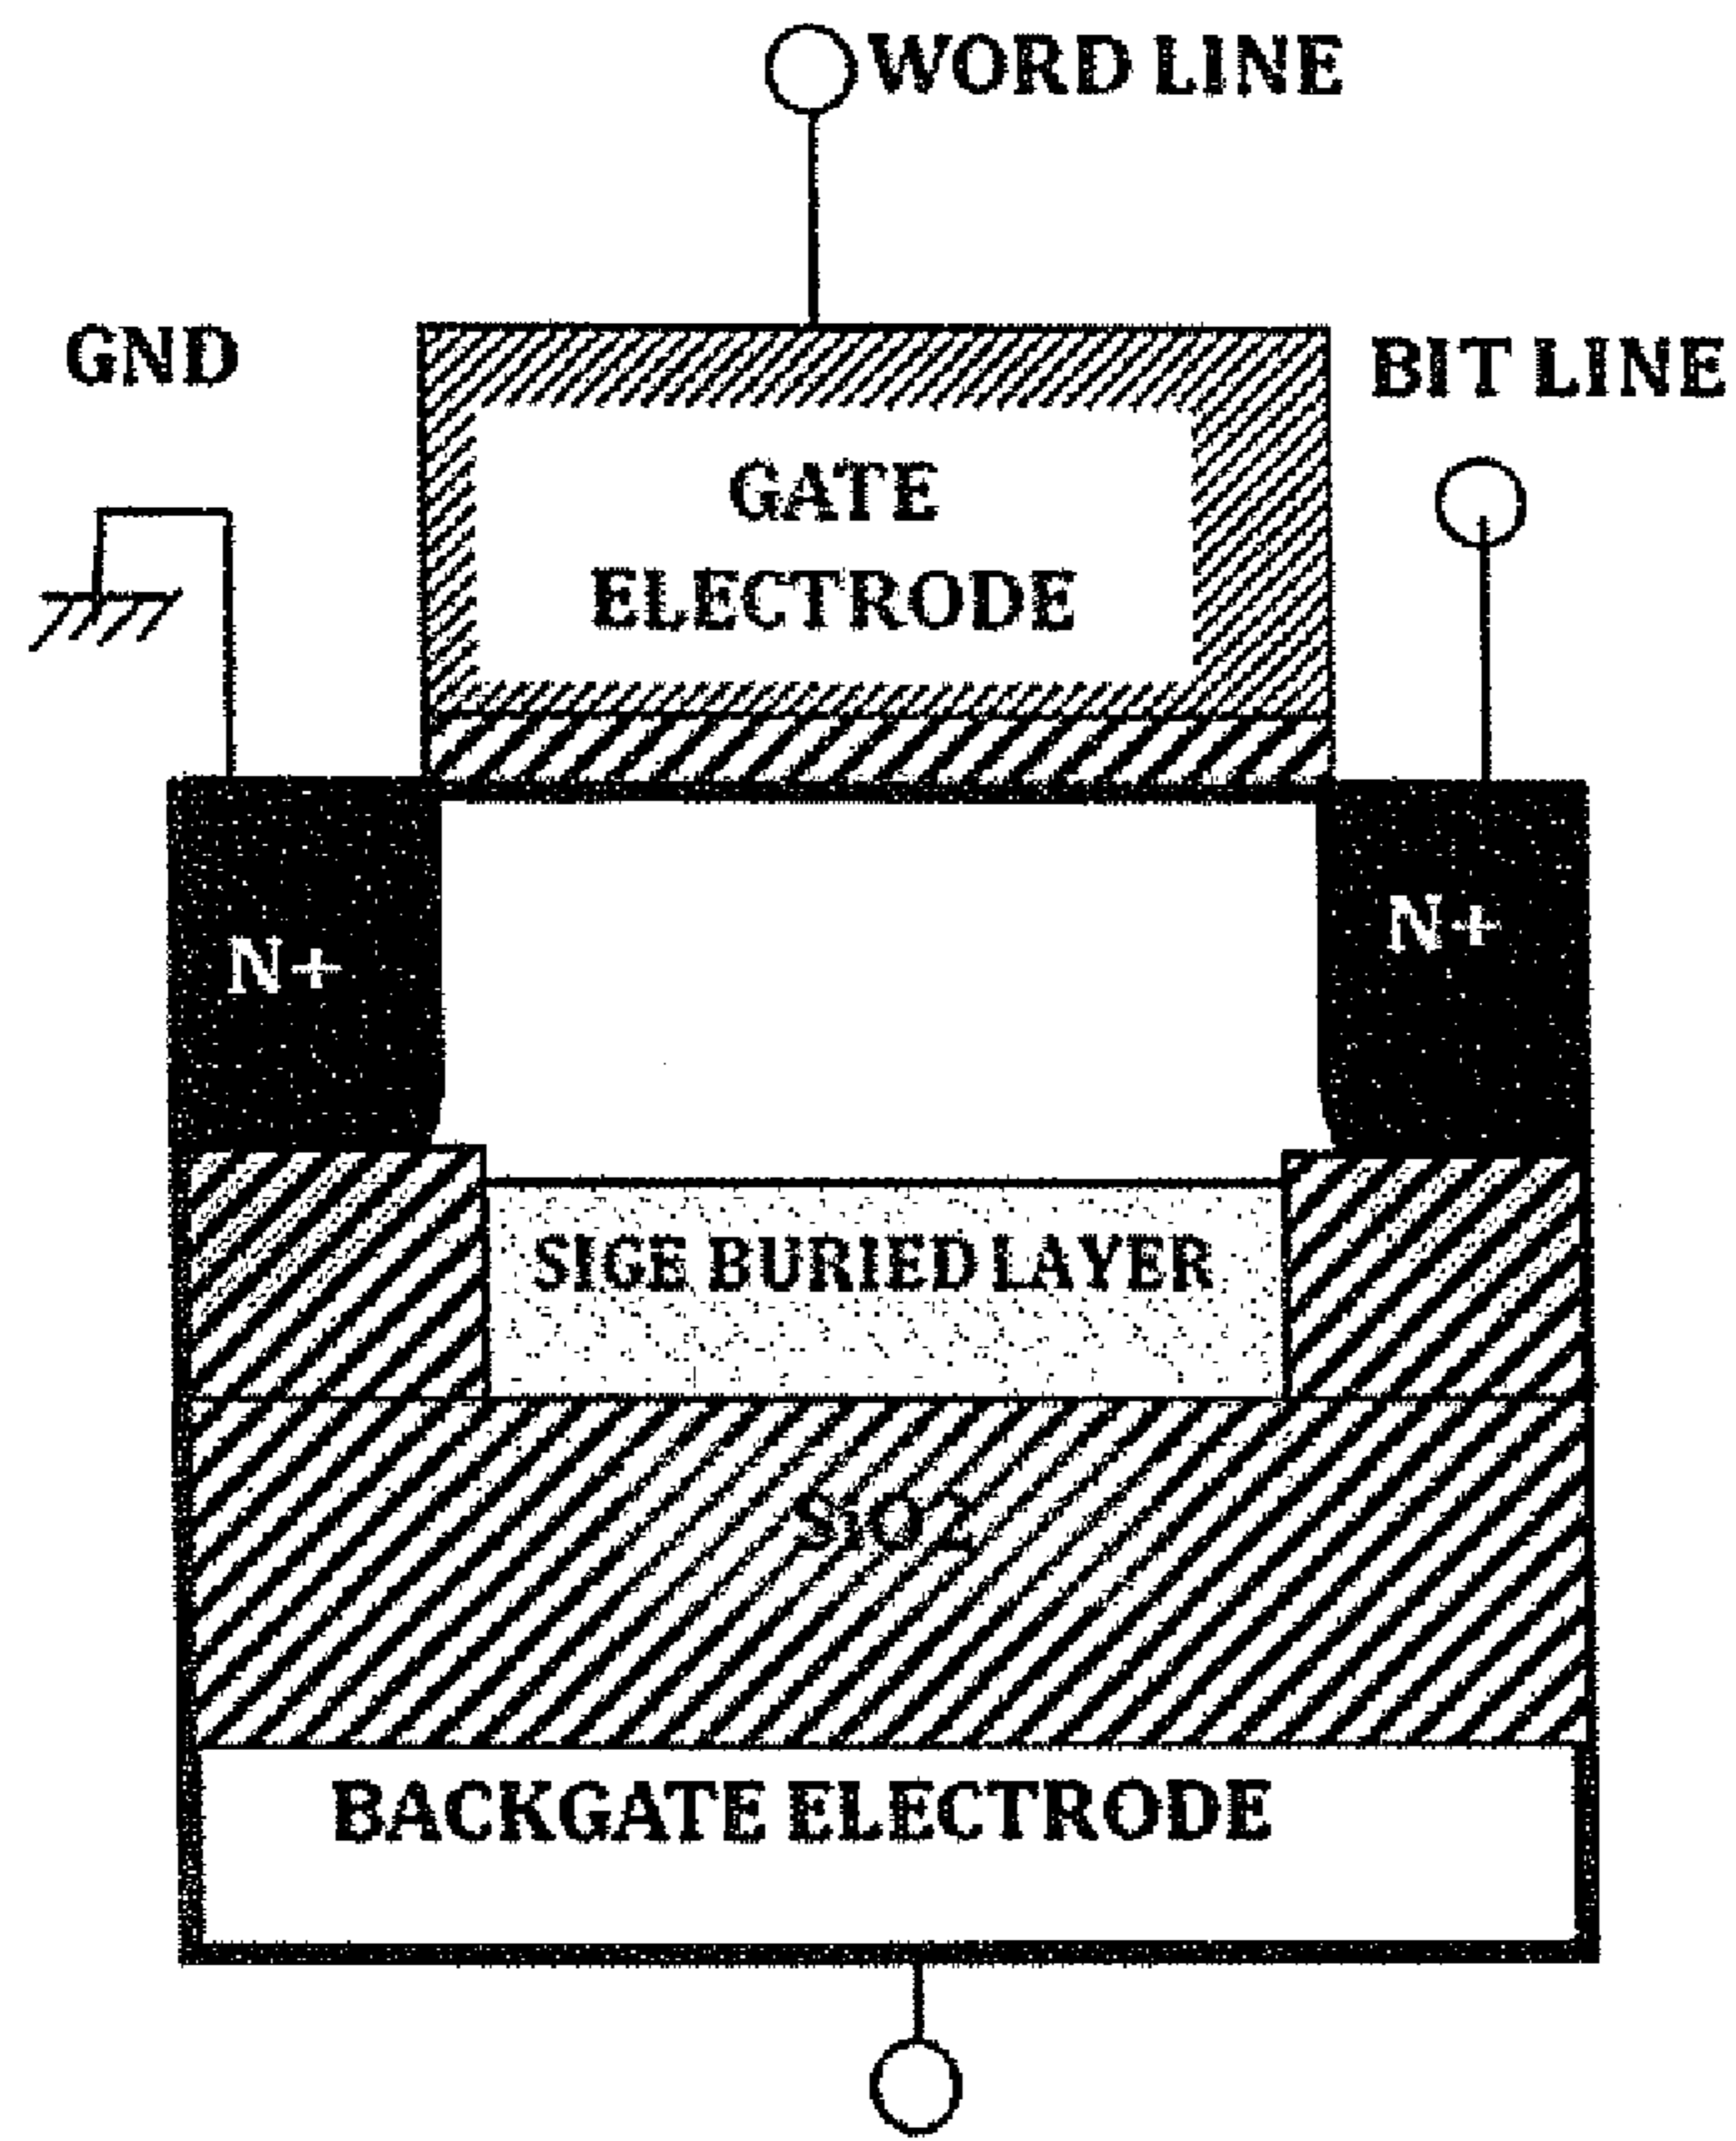 WORD LINE
GND
BIT LINE
GATE
ELECTRODE
N+
N+
SIGE BURIED LAYER
SiO2
BACKGATE ELECTRODE